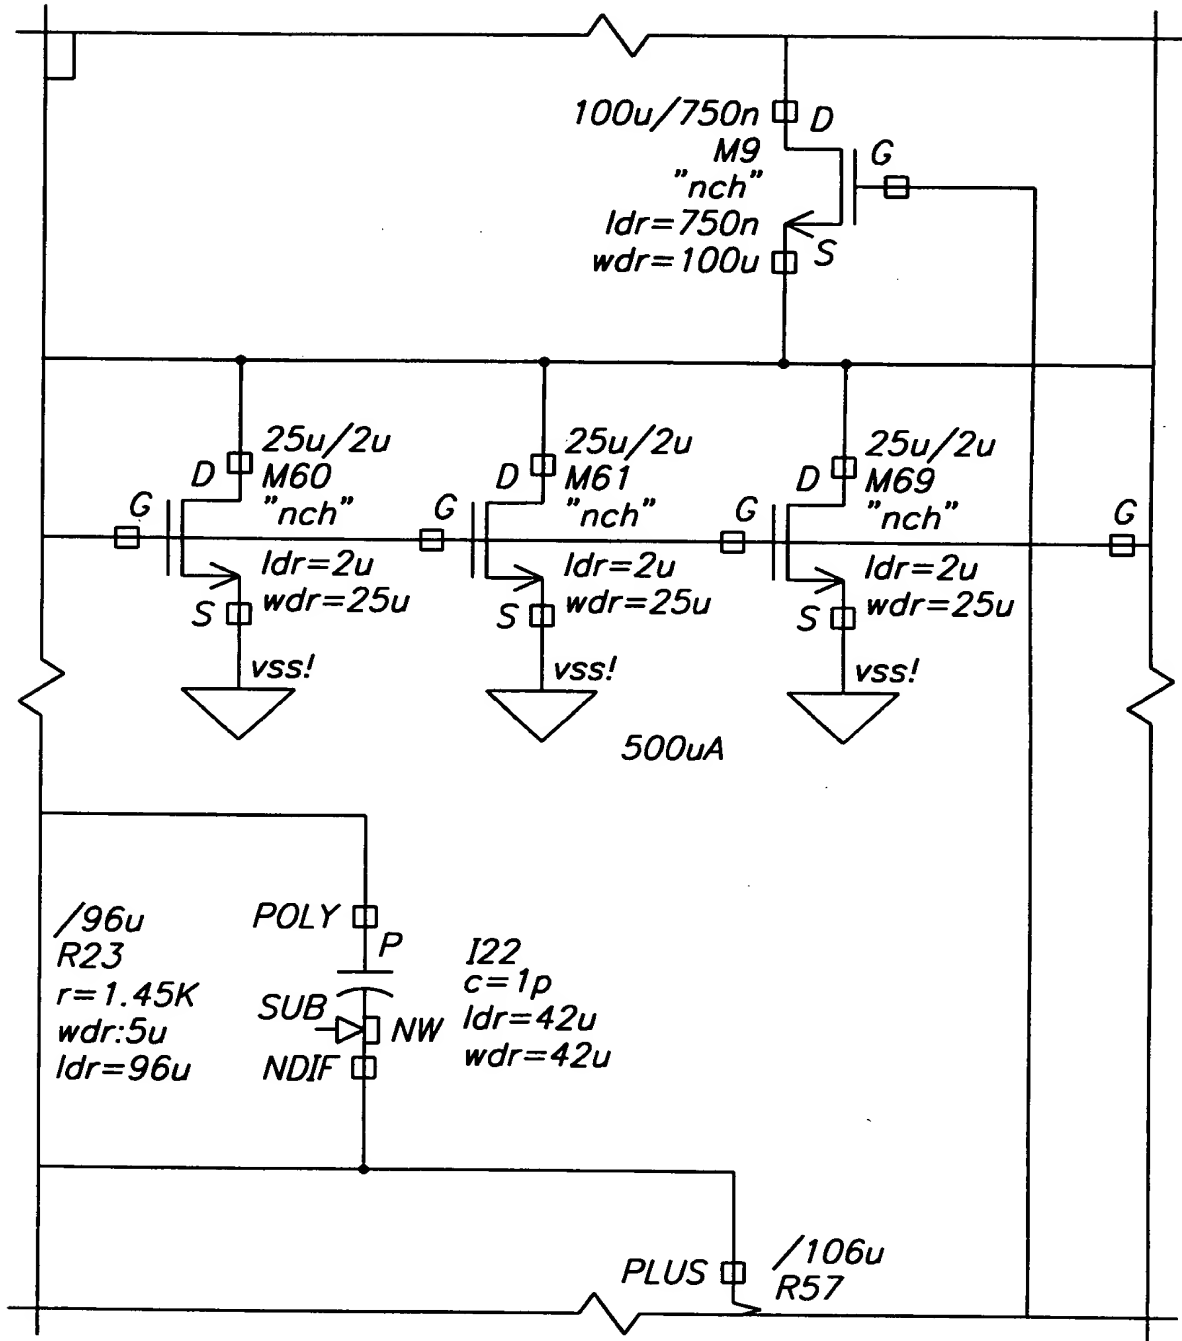 100u/750n
D
M9
G
"nch"
ldr=750n
wdr=100u
S
25u/2u
D
M60
G
"nch"
ldr=2u
wdr=25u
S
vss!
25u/2u
D
M61
G
"nch"
ldr=2u
wdr=25u
S
vss!
25u/2u
D
M69
G
"nch"
ldr=2u
wdr=25u
S
vss!
G
500uA
/96u
R23
r=1.45K
wdr:5u
ldr=96u
POLY
P
SUB
NW
NDIF
I22
c=1p
ldr=42u
wdr=42u
PLUS
/106u
R57